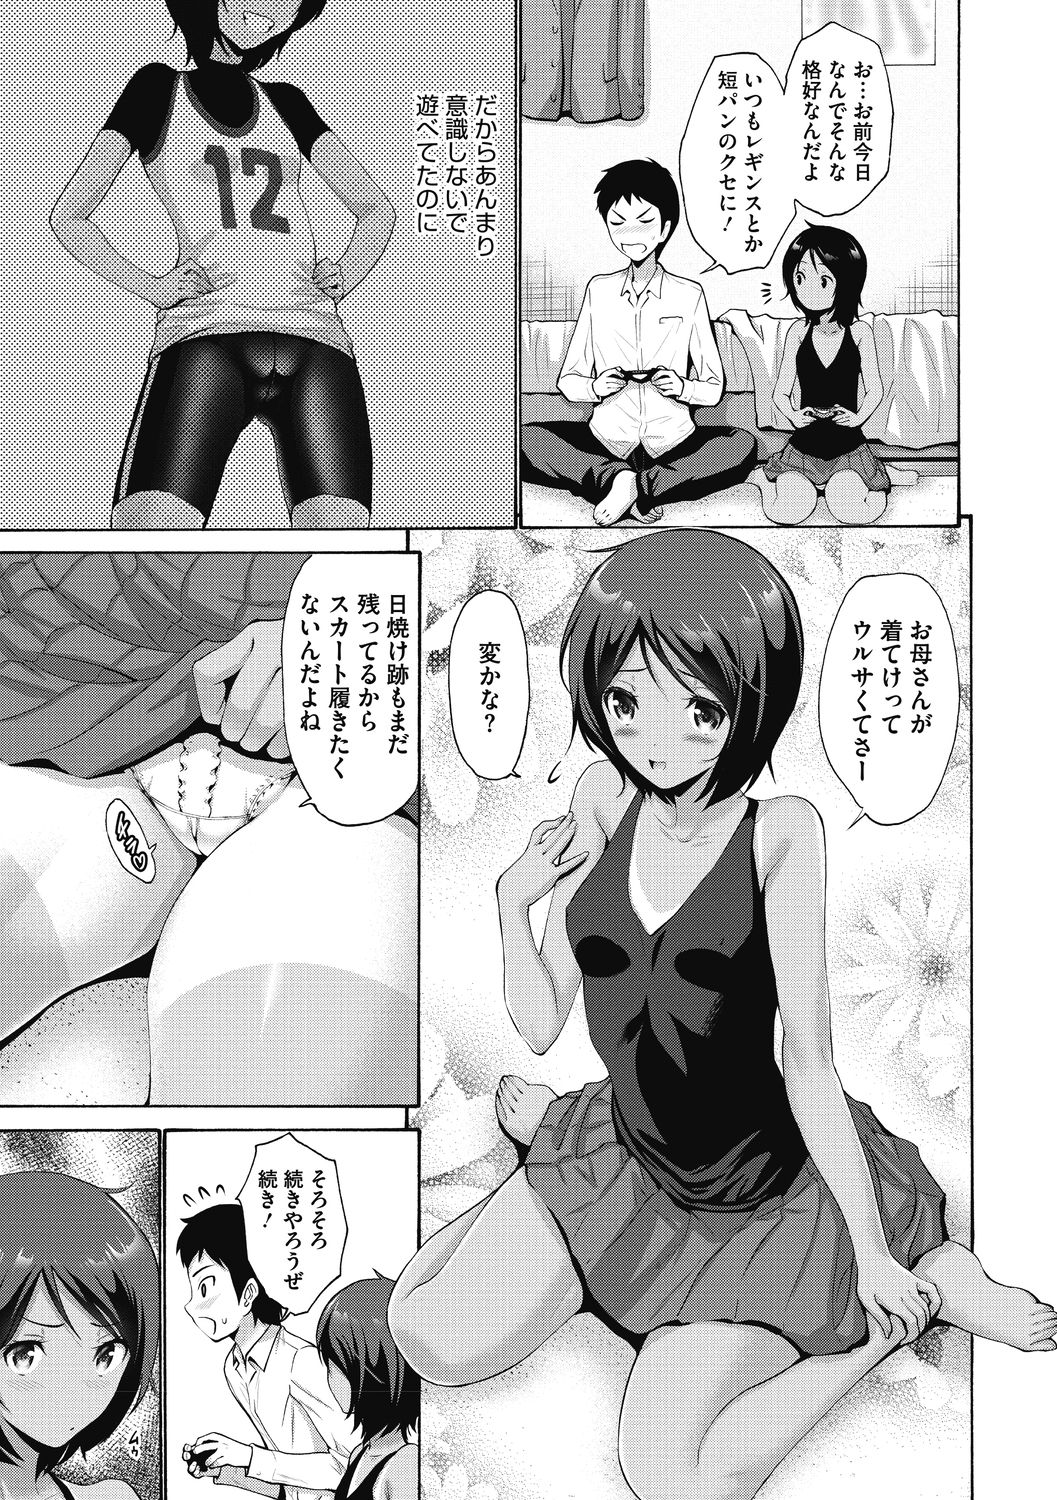 お…お前今日
なんでそんな
格好なんだよ
いつもレギンスとか
短パンのクセに！
だからあんまり
意識しないで
遊べてたのに
12
お母さんが
着てけって
ウルサくてさー
変かな？
日焼け跡もまだ
残ってるから
スカート履きたく
ないんだよね
チラ♡
そろそろ
続きやろうぜ
続き！
ムゥ